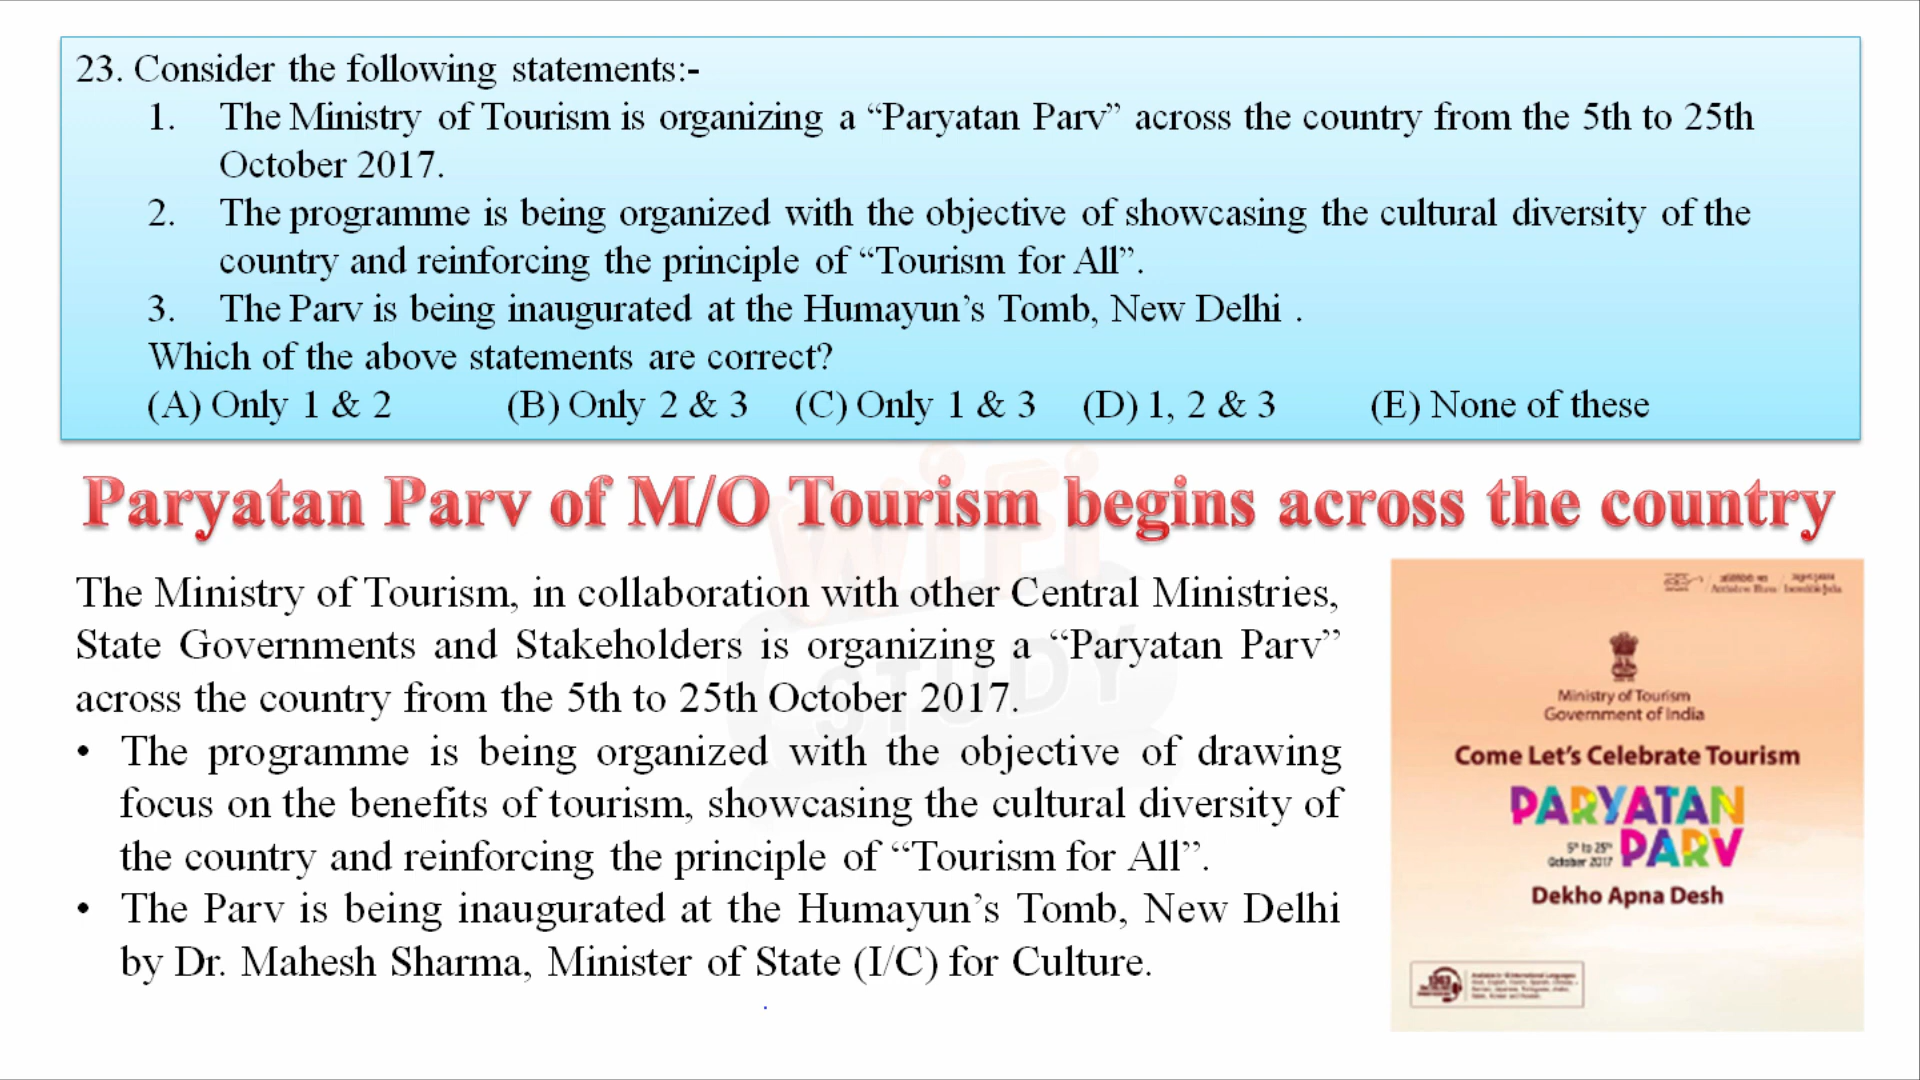 23. Consider the following statements:-
1. The Ministry of Tourism is organizing a “Paryatan Parv” across the country from the 5th to 25th
October 2017.
2. The programme is being organized with the objective of showcasing the cultural diversity of the
country and reinforcing the principle of “Tourism for All”.
3. The Parv is being inaugurated at the Humayun’s Tomb, New Delhi .
Which of the above statements are correct?
(A) Only 1 & 2 (B) Only 2 & 3 (C) Only 1 & 3 (D) 1, 2 & 3 (E) None of these
Paryatan Parv of M/O Tourism begins across the country
WiFi
STUDY
The Ministry of Tourism, in collaboration with other Central Ministries,
State Governments and Stakeholders is organizing a “Paryatan Parv”
across the country from the 5th to 25th October 2017.
• The programme is being organized with the objective of drawing
focus on the benefits of tourism, showcasing the cultural diversity of
the country and reinforcing the principle of “Tourism for All”.
• The Parv is being inaugurated at the Humayun’s Tomb, New Delhi
by Dr. Mahesh Sharma, Minister of State (I/C) for Culture.
Ministry of Tourism
Government of India
Come Let’s Celebrate Tourism
PARYATAN
5th to 25th
October 2017
PARV
Dekho Apna Desh
1363